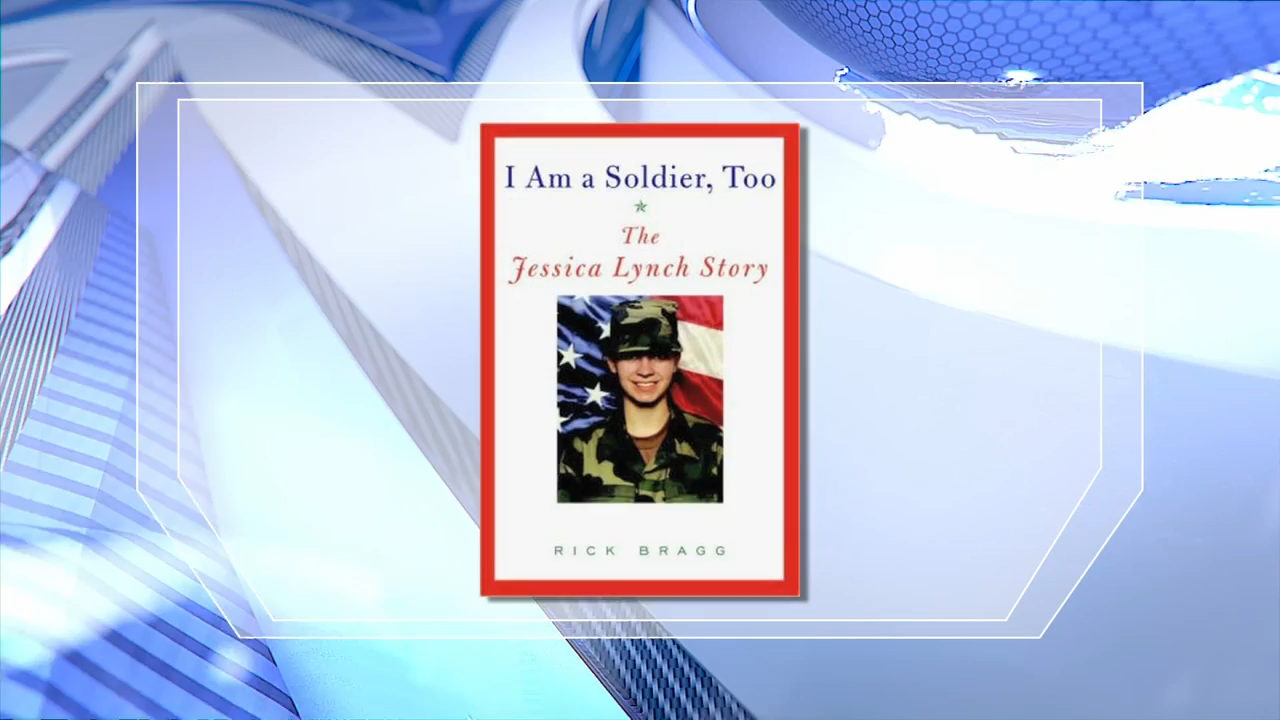 I Am a Soldier, Too
The
Jessica Lynch Story
RICK BRAGG